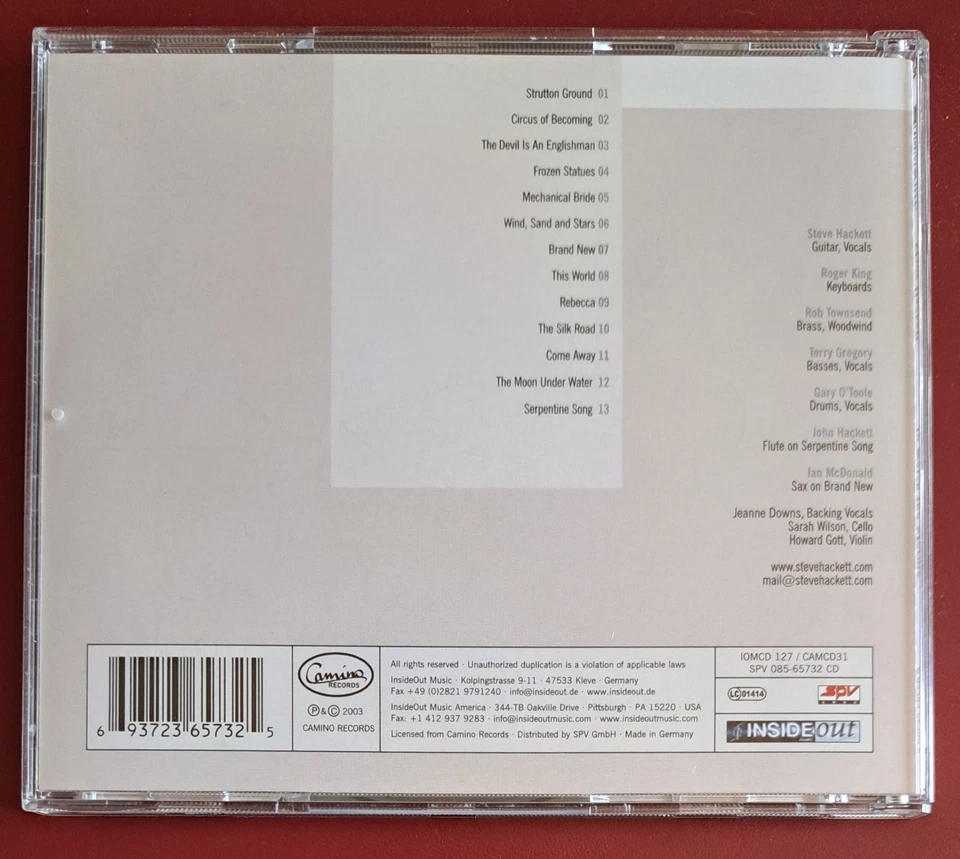 Strutton Ground 01
Circus of Becoming 02
The Devil Is An Englishman 03
Frozen Statues 04
Mechanical Bride 05
Wind, Sand and Stars 06
Brand New 07
This World 08
Rebecca 09
The Silk Road 10
Come Away 11
The Moon Under Water 12
Serpentine Song 13
Steve Hackett
Guitar, Vocals
Roger King
Keyboards
Rob Townsend
Brass, Woodwind
Terry Gregory
Basses, Vocals
Gary O'Toole
Drums, Vocals
John Hackett
Flute on Serpentine Song
Ian McDonald
Sax on Brand New
Jeanne Downs, Backing Vocals
Sarah Wilson, Cello
Howard Gott, Violin
www.stevehackett.com
mail@stevehackett.com
6 93723 65732 5
Camino
RECORDS
Ⓟ&© 2003
CAMINO RECORDS
All rights reserved · Unauthorized duplication is a violation of applicable laws
InsideOut Music · Kolpingstrasse 9-11 · 47533 Kleve · Germany
Fax +49 (0)2821 9791240 · info@insideout.de · www.insideout.de
InsideOut Music America · 344-TB Oakville Drive · Pittsburgh · PA 15220 · USA
Fax: +1 412 937 9283 · info@insideoutmusic.com · www.insideoutmusic.com
Licensed from Camino Records · Distributed by SPV GmbH · Made in Germany
IOMCD 127 / CAMCD31
SPV 085-65732 CD
LC 01414
SPV
INSIDEout